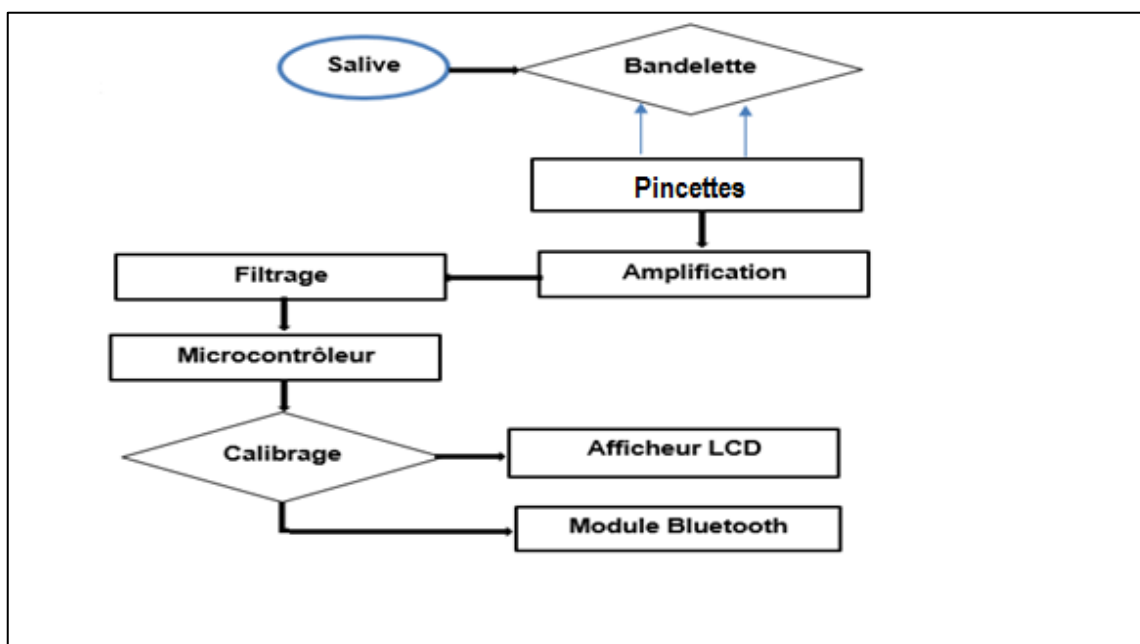 Salive
Bandelette
Pincettes
Amplification
Filtrage
Microcontrôleur
Calibrage
Afficheur LCD
Module Bluetooth